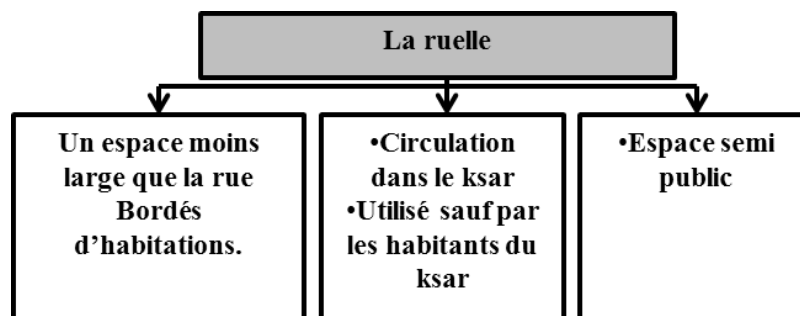 La ruelle
Un espace moins
large que la rue
Bordés
d’habitations.
•Circulation
dans le ksar
•Utilisé sauf par
les habitants du
ksar
•Espace semi
public